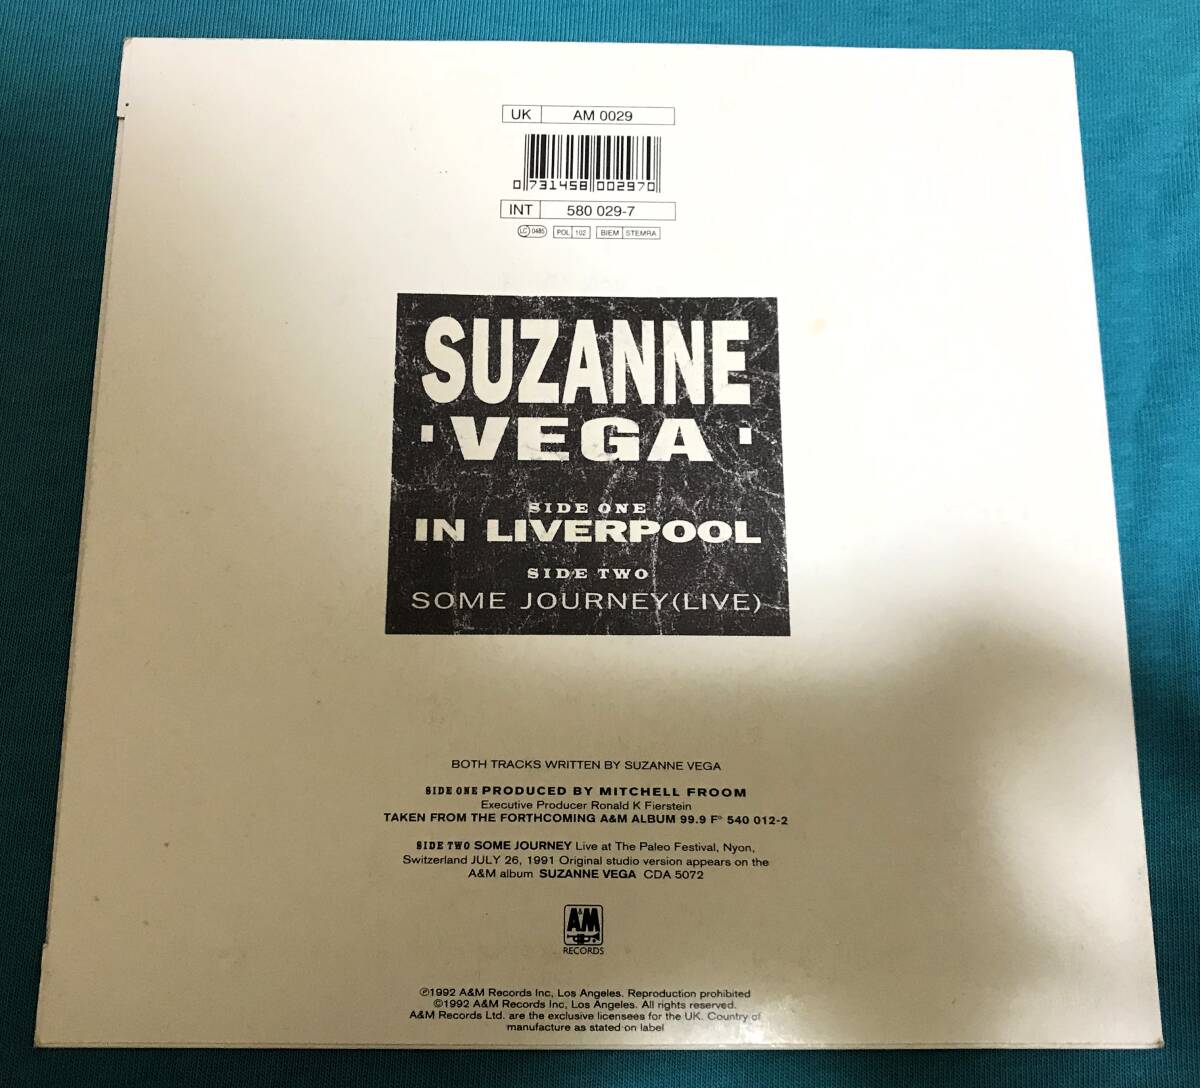 UK AM 0029
0 731458 002970
INT 580 029-7
LC 0485 POL 102 BIEM STEMRA
SUZANNE
· VEGA ·
SIDE ONE
IN LIVERPOOL
SIDE TWO
SOME JOURNEY(LIVE)
BOTH TRACKS WRITTEN BY SUZANNE VEGA
SIDE ONE PRODUCED BY MITCHELL FROOM
Executive Producer Ronald K Fierstein
TAKEN FROM THE FORTHCOMING A&M ALBUM 99.9 F° 540 012-2
SIDE TWO SOME JOURNEY Live at The Paleo Festival, Nyon,
Switzerland JULY 26, 1991 Original studio version appears on the
A&M album SUZANNE VEGA CDA 5072
A&M
RECORDS
℗1992 A&M Records Inc, Los Angeles. Reproduction prohibited
©1992 A&M Records Inc, Los Angeles. All rights reserved.
A&M Records Ltd. are the exclusive licensees for the UK. Country of
manufacture as stated on label